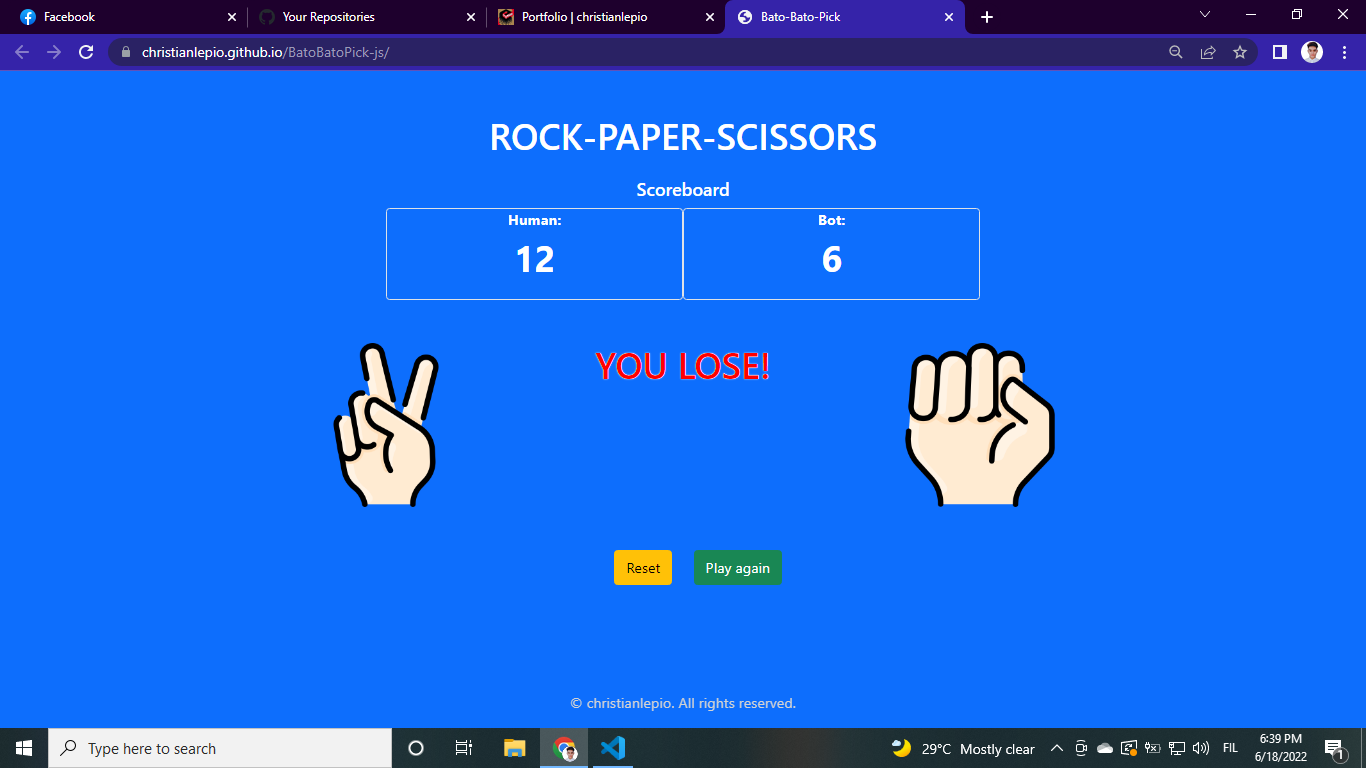 Facebook
Your Repositories
Portfolio | christianlepio
Bato-Bato-Pick
christianlepio.github.io/BatoBatoPick-js/
ROCK-PAPER-SCISSORS
Scoreboard
Human:
Bot:
12
6
YOU LOSE!
Reset
Play again
© christianlepio. All rights reserved.
Type here to search
29°C Mostly clear
FIL
6:39 PM
6/18/2022
1